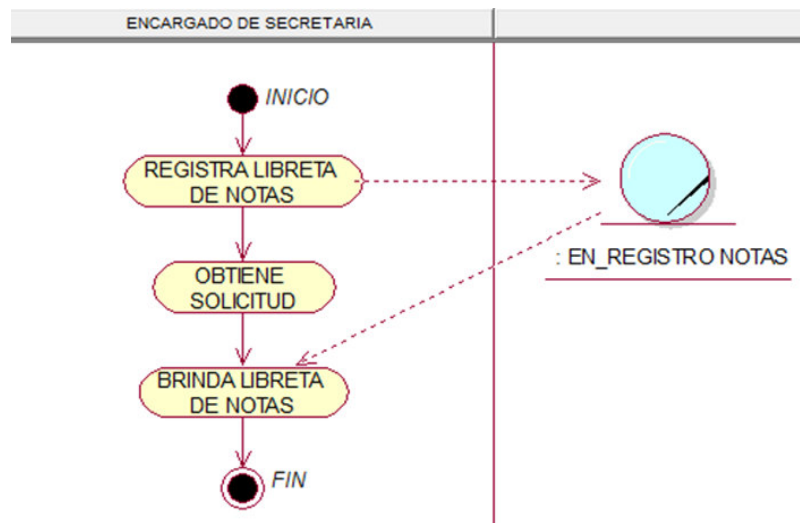 ENCARGADO DE SECRETARIA
INICIO
REGISTRA LIBRETA
DE NOTAS
: EN_REGISTRO NOTAS
OBTIENE
SOLICITUD
BRINDA LIBRETA
DE NOTAS
FIN